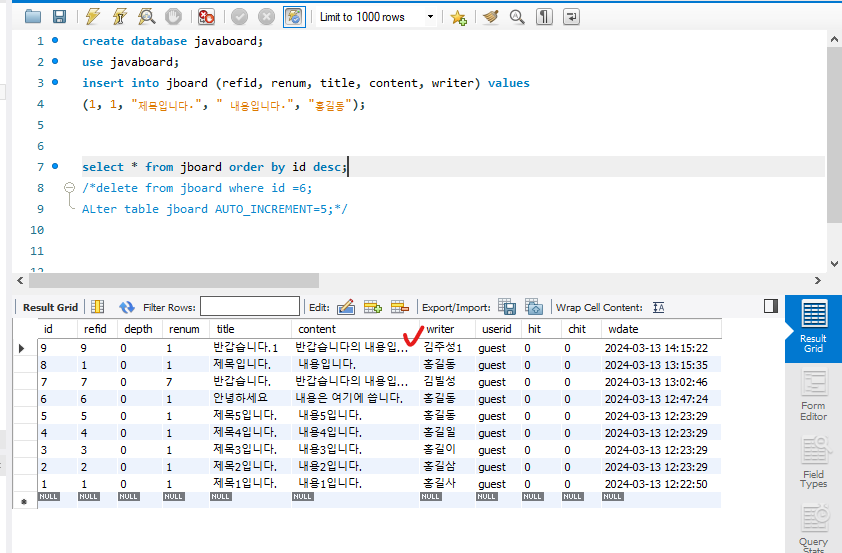 Limit to 1000 rows
1 create database javaboard;
2 use javaboard;
3 insert into jboard (refid, renum, title, content, writer) values
4 (1, 1, "제목입니다.", " 내용입니다.", "홍길동");
5
6
7 select * from jboard order by id desc;
8 /*delete from jboard where id =6;
9 ALter table jboard AUTO_INCREMENT=5;*/
10
11
12
Result Grid Filter Rows: Edit: Export/Import: Wrap Cell Content:
id refid depth renum title content writer userid hit chit wdate
9 9 0 1 반갑습니다.1 반갑습니다의 내용입... 김주성1 guest 0 0 2024-03-13 14:15:22
8 1 0 1 제목입니다. 내용입니다. 홍길동 guest 0 0 2024-03-13 13:15:35
7 7 0 7 반갑습니다. 반갑습니다의 내용입... 김빌성 guest 0 0 2024-03-13 13:02:46
6 6 0 1 안녕하세요 내용은 여기에 씁니다. 홍길동 guest 0 0 2024-03-13 12:47:24
5 5 0 1 제목5입니다. 내용5입니다. 홍길동 guest 0 0 2024-03-13 12:23:29
4 4 0 1 제목4입니다. 내용4입니다. 홍길일 guest 0 0 2024-03-13 12:23:29
3 3 0 1 제목3입니다. 내용3입니다. 홍길이 guest 0 0 2024-03-13 12:23:29
2 2 0 1 제목2입니다. 내용2입니다. 홍길삼 guest 0 0 2024-03-13 12:23:29
1 1 0 1 제목1입니다. 내용1입니다. 홍길사 guest 0 0 2024-03-13 12:22:50
NULL NULL NULL NULL NULL NULL NULL NULL NULL NULL NULL
Result
Grid
Form
Editor
Field
Types
Query
Stats